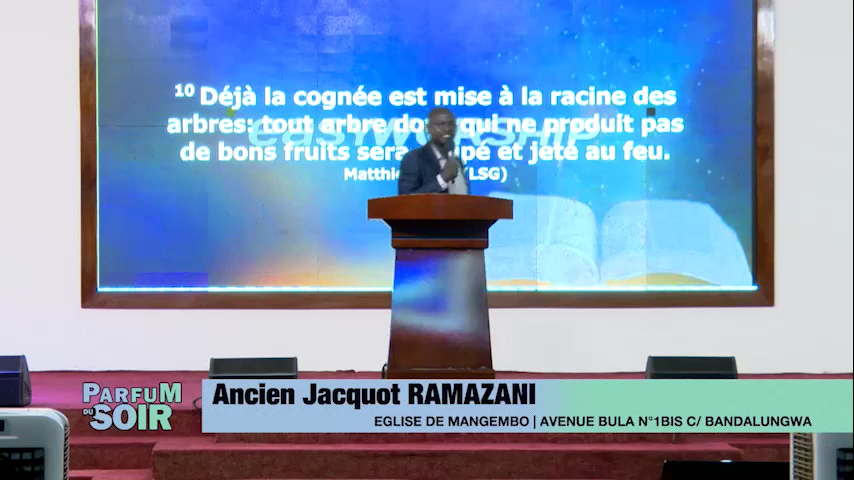 10 Déjà la cognée est mise à la racine des
arbres: tout arbre qui ne produit pas
de bons fruits sera et jeté au feu.
(LSG)
easyworship
PARFUM
DU SOIR
Ancien Jacquot RAMAZANI
EGLISE DE MANGEMBO | AVENUE BULA N°1BIS C/ BANDALUNGWA